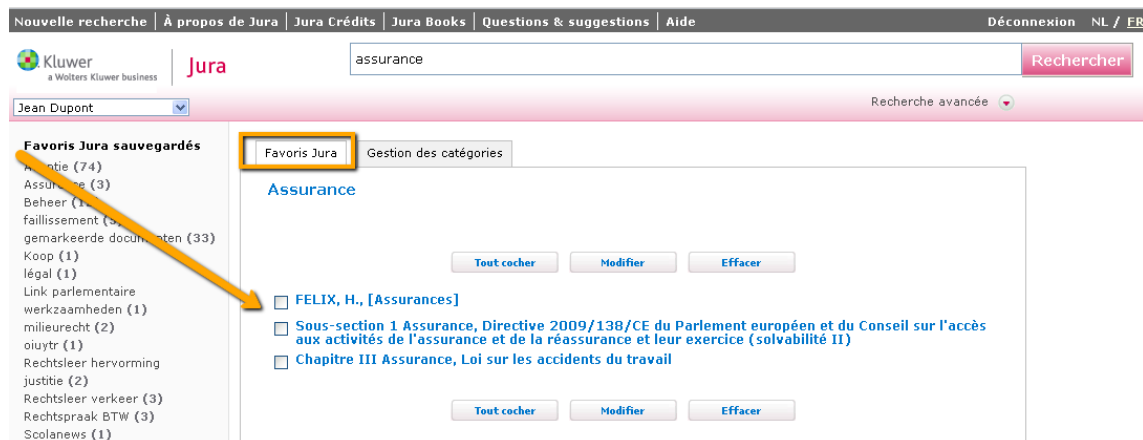 Nouvelle recherche | À propos de Jura | Jura Crédits | Jura Books | Questions & suggestions | Aide Déconnexion NL / FR
Kluwer
a Wolters Kluwer business
Jura
assurance
Rechercher
Jean Dupont
Recherche avancée
Favoris Jura sauvegardés
(74)
(3)
Beheer
faillissement
gemarkeerde (33)
Koop (1)
légal (1)
Link parlementaire
werkzaamheden (1)
milieurecht (2)
oiuytr (1)
Rechtsleer hervorming
justitie (2)
Rechtsleer verkeer (3)
Rechtspraak BTW (3)
Scolanews (1)
Favoris Jura
Gestion des catégories
Assurance
Tout cocher Modifier Effacer
FELIX, H., [Assurances]
Sous-section 1 Assurance, Directive 2009/138/CE du Parlement européen et du Conseil sur l'accès
aux activités de l'assurance et de la réassurance et leur exercice (solvabilité II)
Chapitre III Assurance, Loi sur les accidents du travail
Tout cocher Modifier Effacer